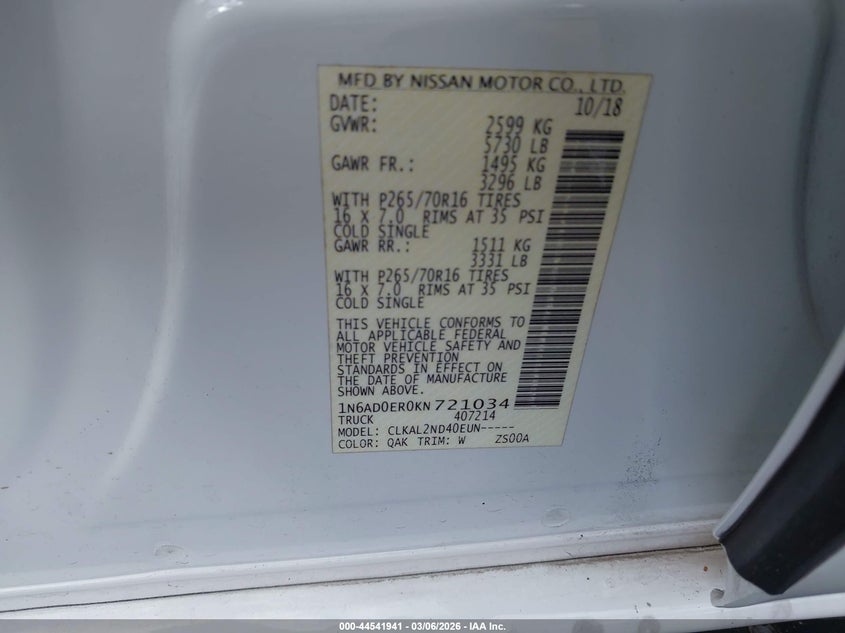 MFD BY NISSAN MOTOR CO., LTD.
DATE: 10/18
GVWR: 2599 KG
5730 LB
GAWR FR.: 1495 KG
3296 LB
WITH P265/70R16 TIRES
16 X 7.0 RIMS AT 35 PSI
COLD SINGLE
GAWR RR.: 1511 KG
3331 LB
WITH P265/70R16 TIRES
16 X 7.0 RIMS AT 35 PSI
COLD SINGLE
THIS VEHICLE CONFORMS TO
ALL APPLICABLE FEDERAL
MOTOR VEHICLE SAFETY AND
THEFT PREVENTION
STANDARDS IN EFFECT ON
THE DATE OF MANUFACTURE
SHOWN ABOVE.
1N6AD0ER0KN721034
TRUCK 407214
MODEL: CLKAL2ND40EUN-----
COLOR: QAK TRIM: W ZS00A
000-44541941 | 03/06/2026 | IAA Inc.